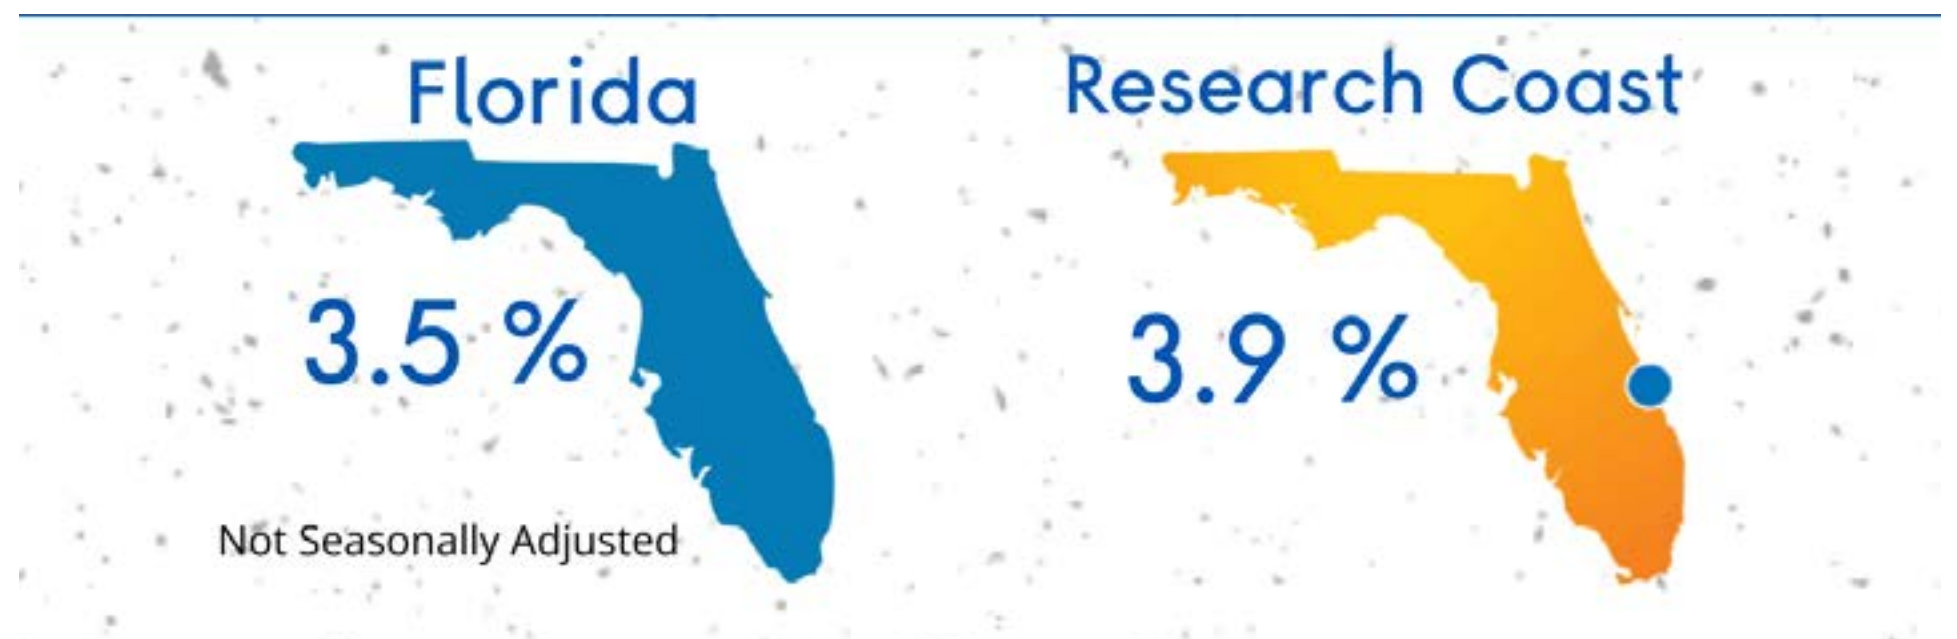 Florida
Research Coast
3.5 %
3.9 %
Not Seasonally Adjusted